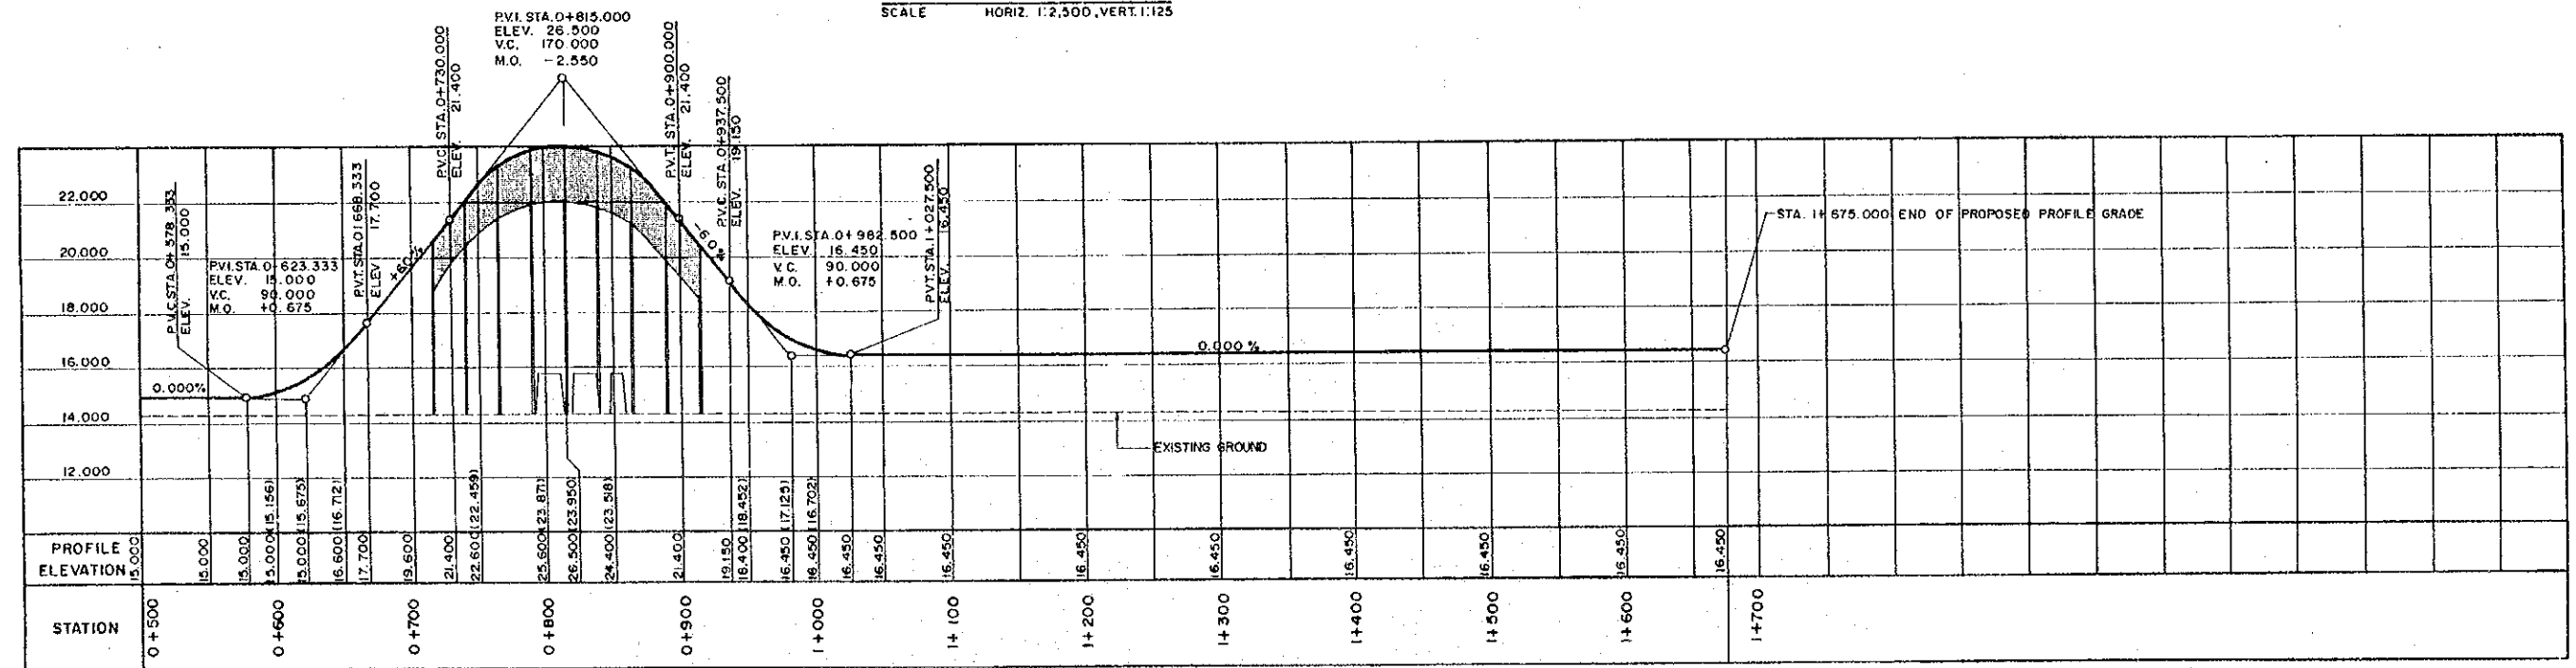 SCALE HORIZ. 1:2,500, VERT. 1:125
P.V.I. STA. 0+815.000
ELEV. 26.500
V.C. 170.000
M.O. -2.550
P.V.C. STA. 0+730.000
ELEV. 21.400
P.V.T. STA. 0+900.000
ELEV. 21.400
P.V.C. STA. 0+937.500
ELEV. 19.150
P.V.C. STA. 0+578.333
ELEV. 15.000
P.V.I. STA. 0+623.333
ELEV. 15.000
V.C. 90.000
M.O. +0.675
P.V.T. STA. 01668.333
ELEV 17.700
+6.0%
-6.0%
P.V.I. STA. 0+982.500
ELEV. 16.450
V.C. 90.000
M.O. +0.675
P.V.T. STA. 1+027.500
ELEV. 16.450
STA. 1+675.000 END OF PROPOSED PROFILE GRADE
22.000
20.000
18.000
16.000
14.000
12.000
0.000%
0.000%
EXISTING GROUND
PROFILE
ELEVATION
15.000
15.000
15.000
15.000(15.156)
15.000(15.675)
16.600(16.712)
17.700
19.600
21.400
22.600(22.459)
25.600(23.871)
26.500(23.950)
24.400(23.518)
21.400
19.150
18.400(18.452)
16.450(17.125)
16.450(16.702)
16.450
16.450
16.450
16.450
16.450
16.450
16.450
16.450
16.450
STATION
0+500
0+600
0+700
0+800
0+900
1+000
1+100
1+200
1+300
1+400
1+500
1+600
1+700